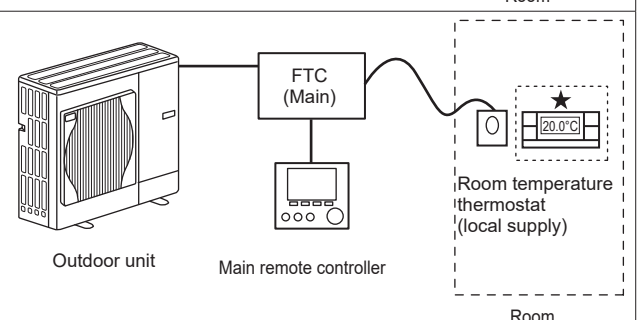 Room
FTC
(Main)
20.0°C
Room temperature
thermostat
(local supply)
Outdoor unit
Main remote controller
Room